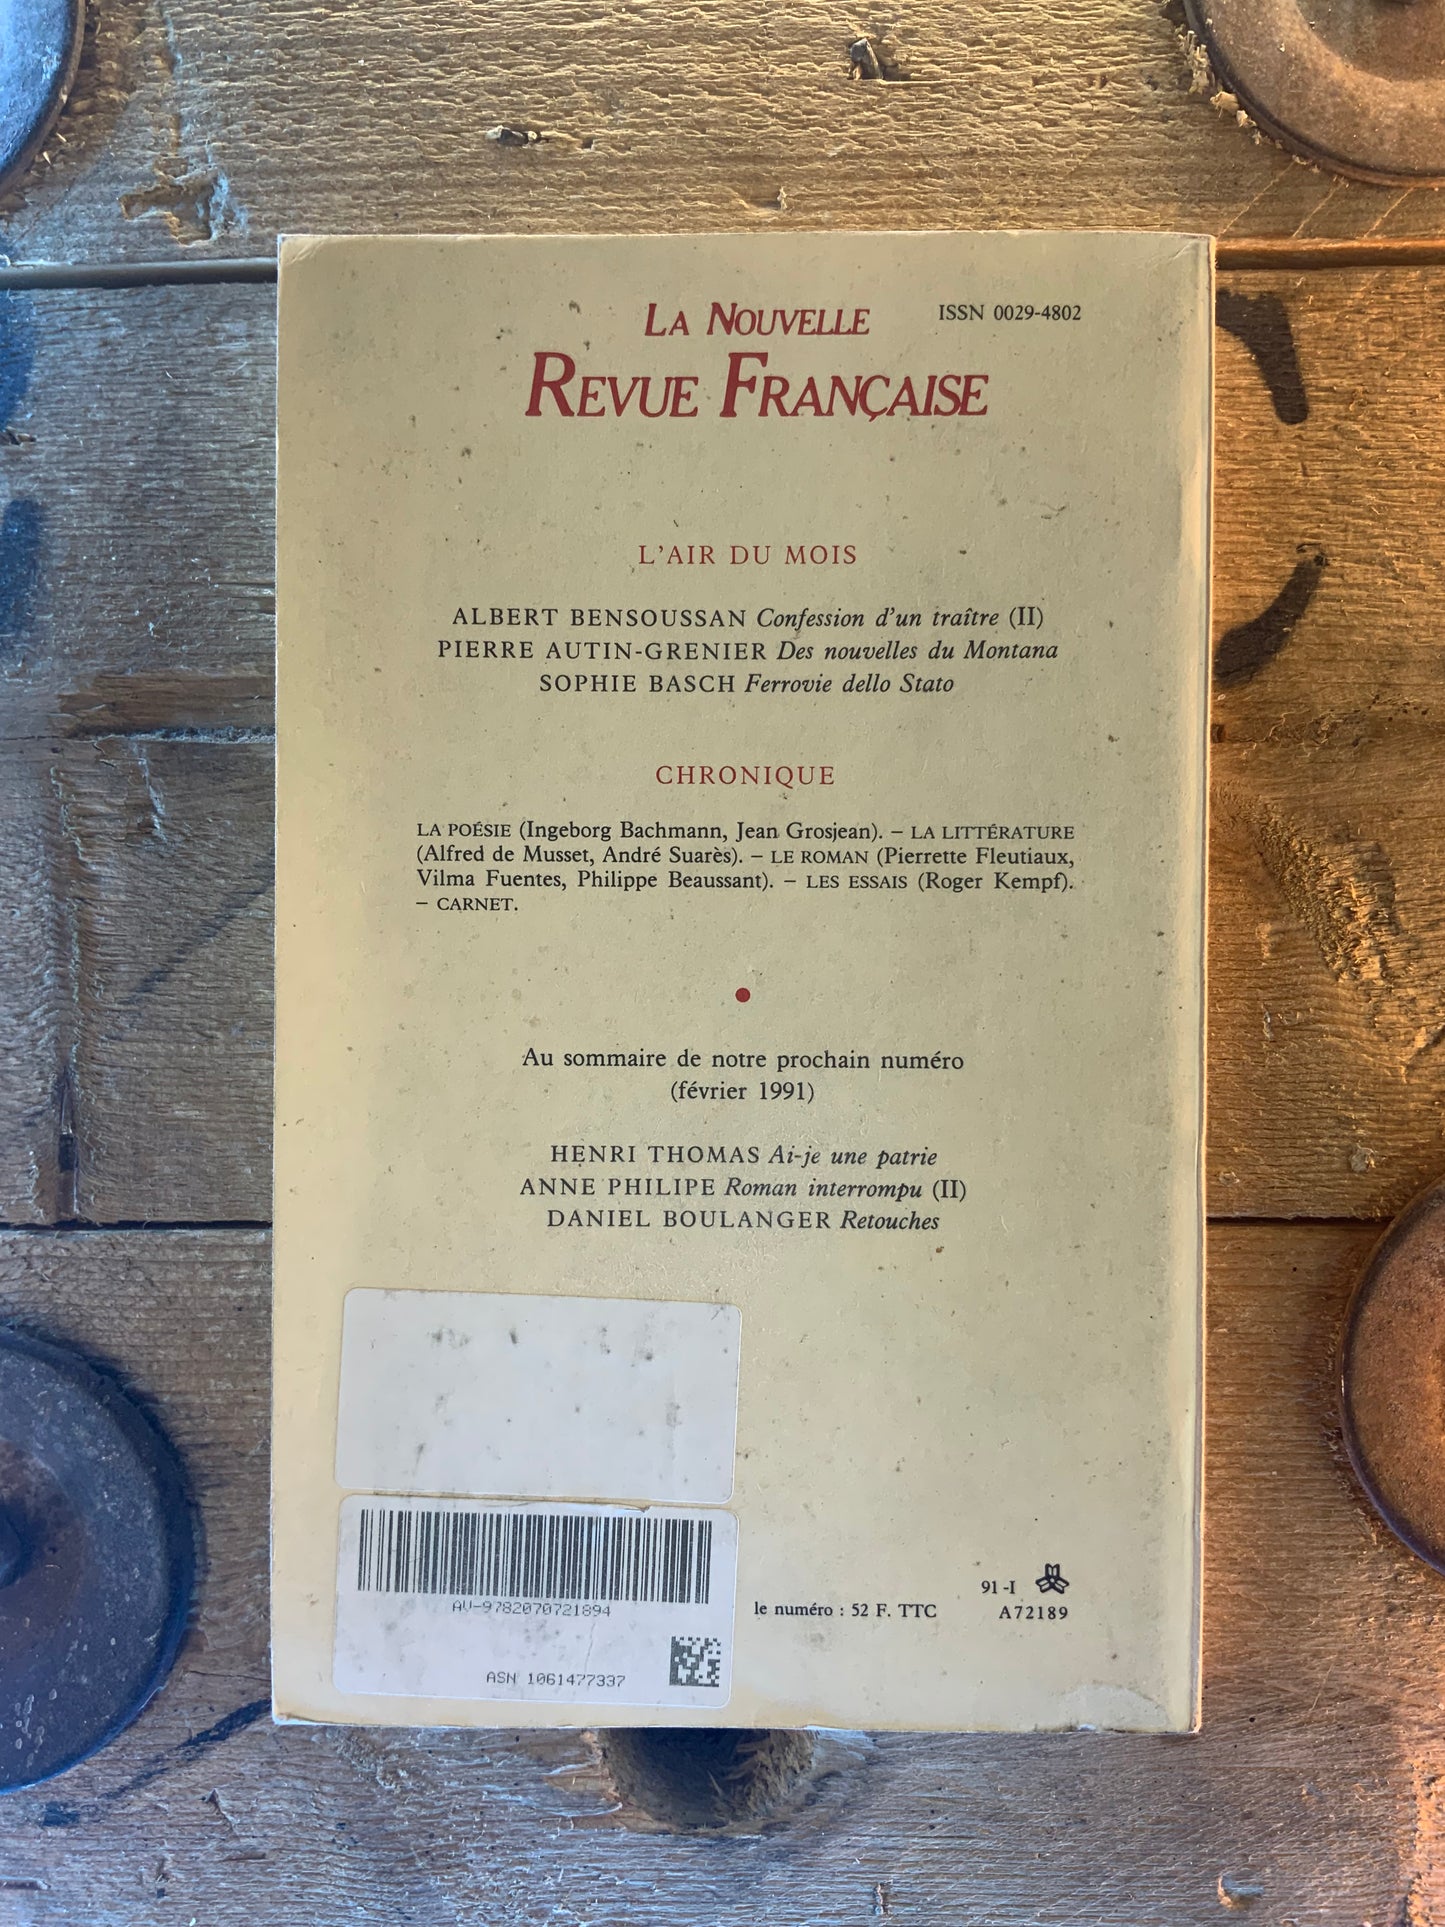 LA NOUVELLE
REVUE FRANÇAISE
ISSN 0029-4802
L'AIR DU MOIS
ALBERT BENSOUSSAN Confession d'un traître (II)
PIERRE AUTIN-GRENIER Des nouvelles du Montana
SOPHIE BASCH Ferrovie dello Stato
CHRONIQUE
LA POÉSIE (Ingeborg Bachmann, Jean Grosjean). – LA LITTÉRATURE
(Alfred de Musset, André Suarès). – LE ROMAN (Pierrette Fleutiaux,
Vilma Fuentes, Philippe Beaussant). – LES ESSAIS (Roger Kempf).
– CARNET.
Au sommaire de notre prochain numéro
(février 1991)
HENRI THOMAS Ai-je une patrie
ANNE PHILIPE Roman interrompu (II)
DANIEL BOULANGER Retouches
AV-9782070721894
ASN 1061477337
91-I
le numéro : 52 F. TTC
A72189